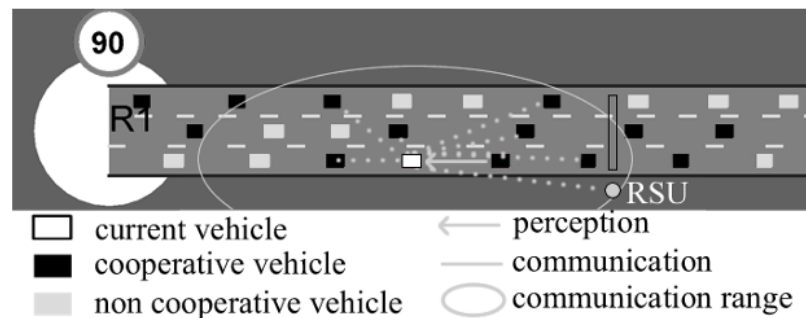 90
R1
RSU
current vehicle
perception
cooperative vehicle
communication
non cooperative vehicle
communication range